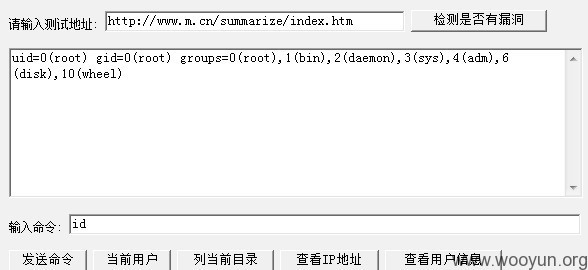 请输入测试地址: http://www.m.cn/summarize/index.htm 检测是否有漏洞
uid=0(root) gid=0(root) groups=0(root),1(bin),2(daemon),3(sys),4(adm),6
(disk),10(wheel)
输入命令: id
发送命令 当前用户 列当前目录 查看IP地址 查看用户信息
www.wooyun.org